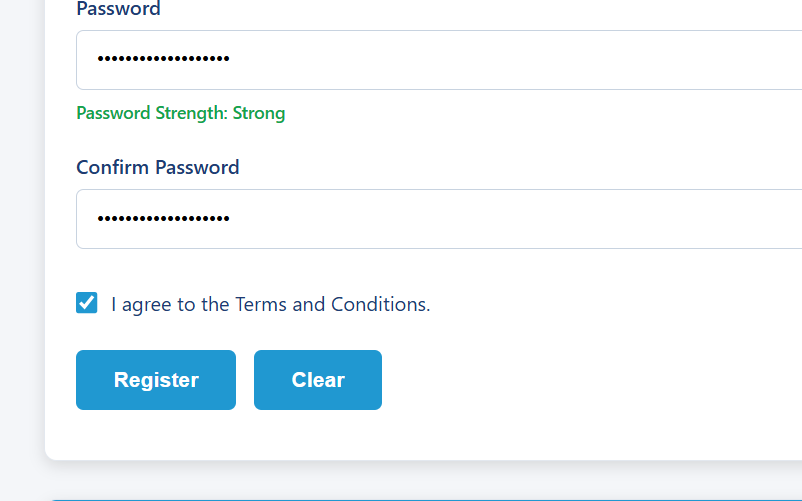 Password
•••••••••••••••••••
Password Strength: Strong
Confirm Password
•••••••••••••••••••
I agree to the Terms and Conditions.
Register Clear